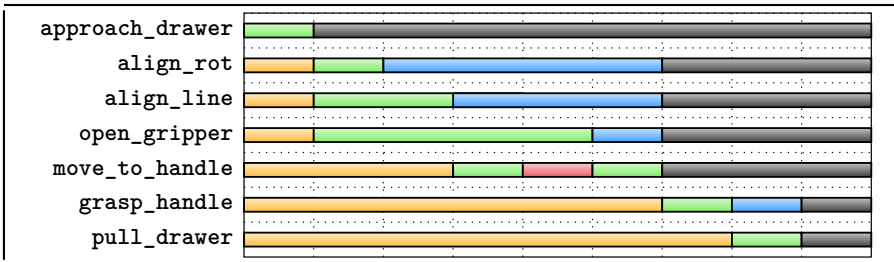 approach_drawer
align_rot
align_line
open_gripper
move_to_handle
grasp_handle
pull_drawer